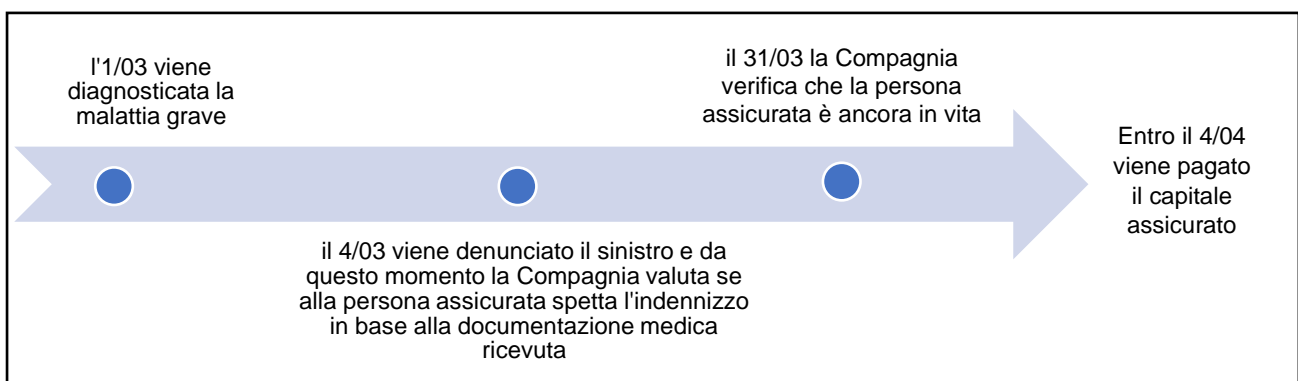 l'1/03 viene
diagnosticata la
malattia grave
il 4/03 viene denunciato il sinistro e da
questo momento la Compagnia valuta se
alla persona assicurata spetta l'indennizzo
in base alla documentazione medica
ricevuta
il 31/03 la Compagnia
verifica che la persona
assicurata è ancora in vita
Entro il 4/04
viene pagato
il capitale
assicurato